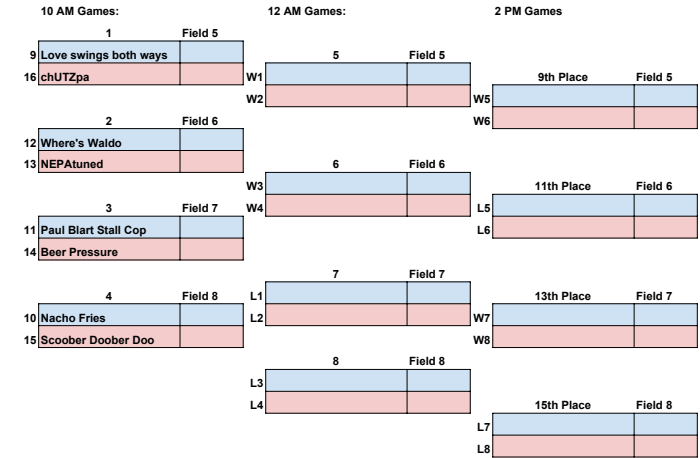 10 AM Games: 12 AM Games: 2 PM Games
1 Field 5
9 Love swings both ways
16 chUTZpa
2 Field 6
12 Where's Waldo
13 NEPAtuned
3 Field 7
11 Paul Blart Stall Cop
14 Beer Pressure
4 Field 8
10 Nacho Fries
15 Scoober Doober Doo
5 Field 5
W1
W2
6 Field 6
W3
W4
7 Field 7
L1
L2
8 Field 8
L3
L4
9th Place Field 5
W5
W6
11th Place Field 6
L5
L6
13th Place Field 7
W7
W8
15th Place Field 8
L7
L8